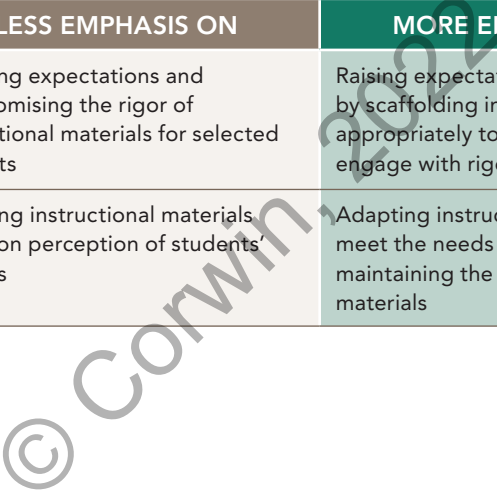 LESS EMPHASIS ON
MORE E
ng expectations and
omising the rigor of
tional materials for selected
ts
Raising expecta
by scaffolding in
appropriately to
engage with rig
ng instructional materials
on perception of students’
s
Adapting instruc
meet the needs
maintaining the
materials
© Corwin, 2022